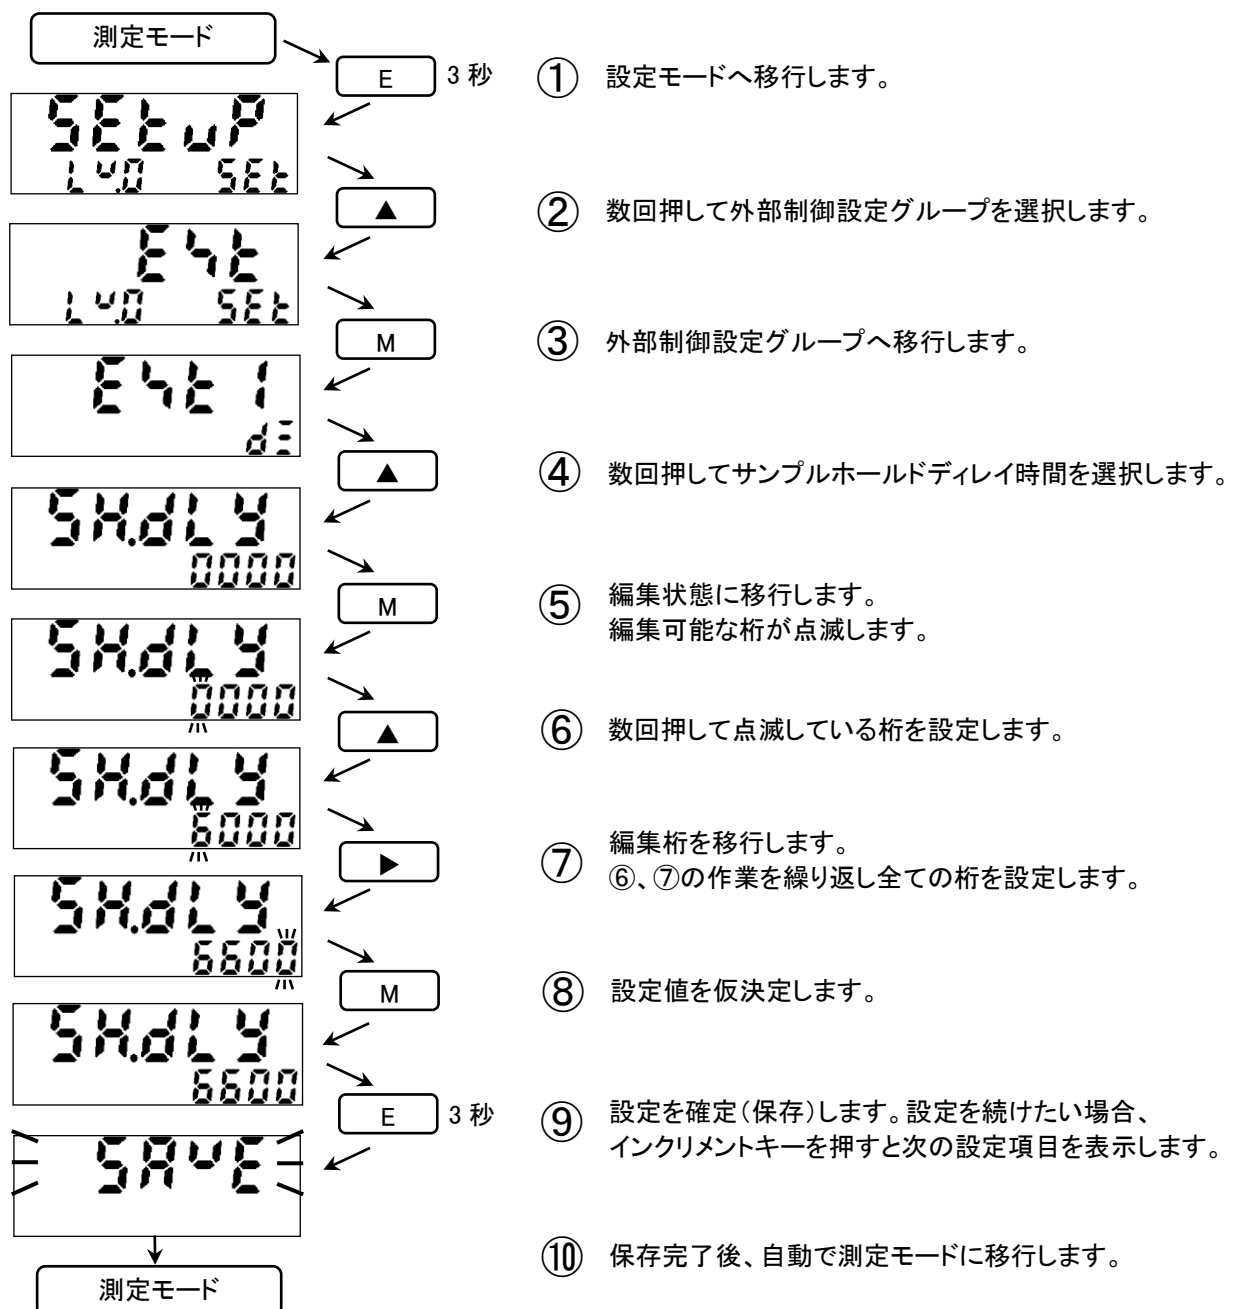 測定モード
E 3 秒 ① 設定モードへ移行します。
SEtuP
Lv.0 SEt
▲ ② 数回押して外部制御設定グループを選択します。
E4t
Lv.0 SEt
M ③ 外部制御設定グループへ移行します。
E4t 1
dΞ
▲ ④ 数回押してサンプルホールドディレイ時間を選択します。
SH.dLY
0000
M ⑤ 編集状態に移行します。
編集可能な桁が点滅します。
SH.dLY
0000
▲ ⑥ 数回押して点滅している桁を設定します。
SH.dLY
6000
▶ ⑦ 編集桁を移行します。
⑥、⑦の作業を繰り返し全ての桁を設定します。
SH.dLY
6600
M ⑧ 設定値を仮決定します。
SH.dLY
6600
E 3 秒 ⑨ 設定を確定（保存）します。設定を続けたい場合、
インクリメントキーを押すと次の設定項目を表示します。
SAvE
⑩ 保存完了後、自動で測定モードに移行します。
測定モード